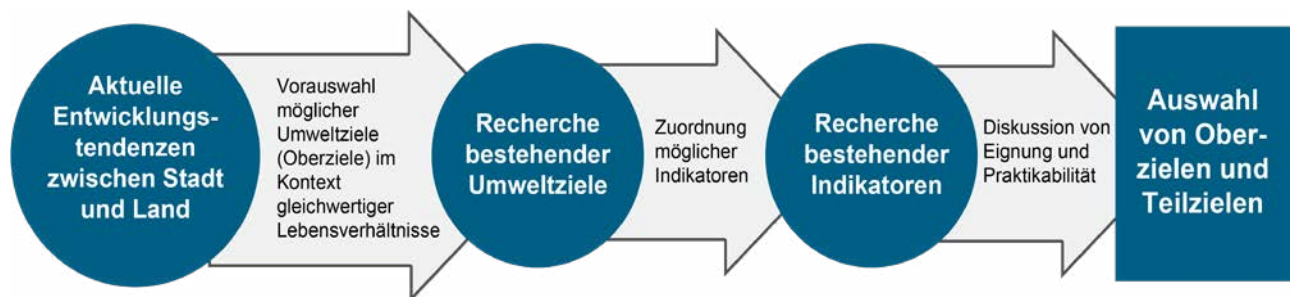 Aktuelle
Entwicklungs-
tendenzen
zwischen Stadt
und Land
Vorauswahl
möglicher
Umweltziele
(Oberziele) im
Kontext
gleichwertiger
Lebensverhältnisse
Recherche
bestehender
Umweltziele
Zuordnung
möglicher
Indikatoren
Recherche
bestehender
Indikatoren
Diskussion von
Eignung und
Praktikabilität
Auswahl
von Ober-
zielen und
Teilzielen